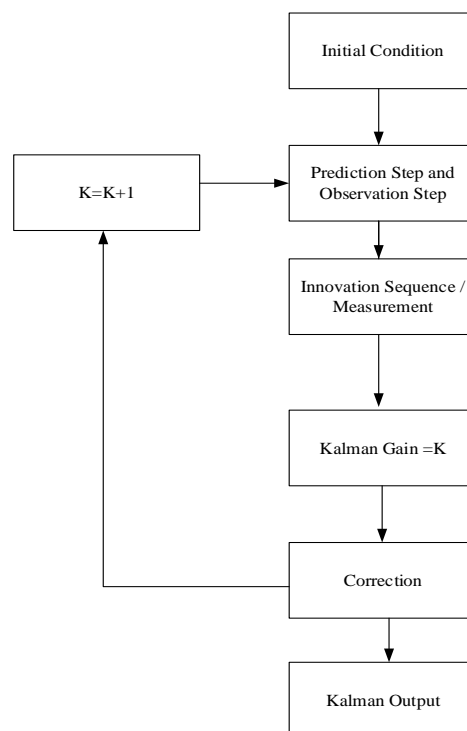 Initial Condition
Prediction Step and
Observation Step
K=K+1
Innovation Sequence /
Measurement
Kalman Gain =K
Correction
Kalman Output